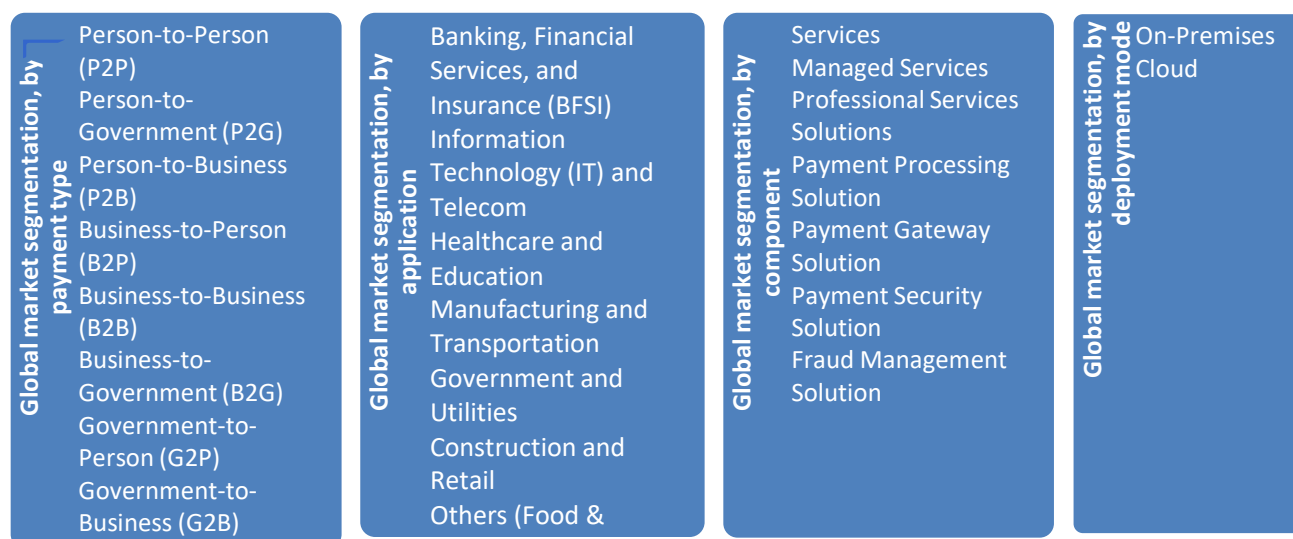 Global market segmentation, by
payment type
Person-to-Person
(P2P)
Person-to-
Government (P2G)
Person-to-Business
(P2B)
Business-to-Person
(B2P)
Business-to-Business
(B2B)
Business-to-
Government (B2G)
Government-to-
Person (G2P)
Government-to-
Business (G2B)
Global market segmentation, by
application
Banking, Financial
Services, and
Insurance (BFSI)
Information
Technology (IT) and
Telecom
Healthcare and
Education
Manufacturing and
Transportation
Government and
Utilities
Construction and
Retail
Others (Food &
Global market segmentation, by
component
Services
Managed Services
Professional Services
Solutions
Payment Processing
Solution
Payment Gateway
Solution
Payment Security
Solution
Fraud Management
Solution
Global market segmentation, by
deployment mode
On-Premises
Cloud